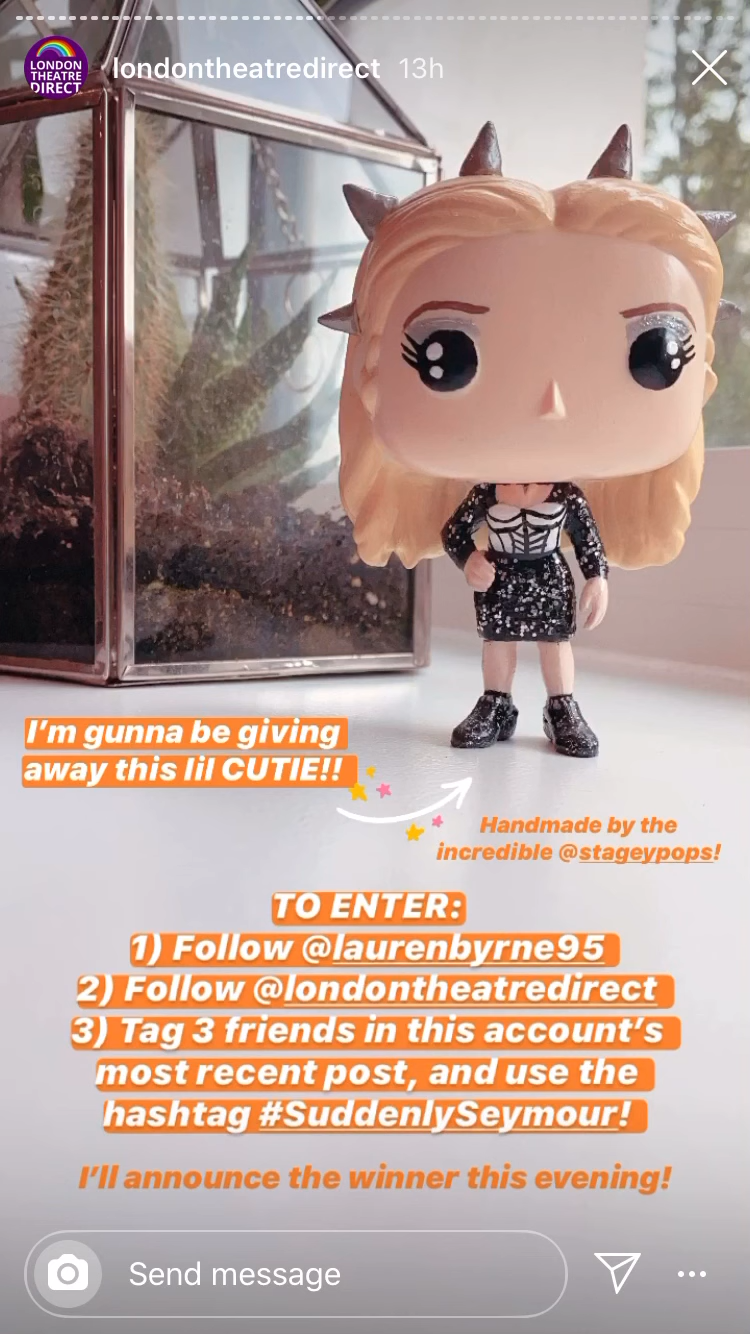 LONDON
THEATRE
DIRECT
londontheatredirect 13h
I'm gunna be giving
away this lil CUTIE!!
Handmade by the
incredible @stageypops!
TO ENTER:
1) Follow @laurenbyrne95
2) Follow @londontheatredirect
3) Tag 3 friends in this account's
most recent post, and use the
hashtag #SuddenlySeymour!
I'll announce the winner this evening!
Send message